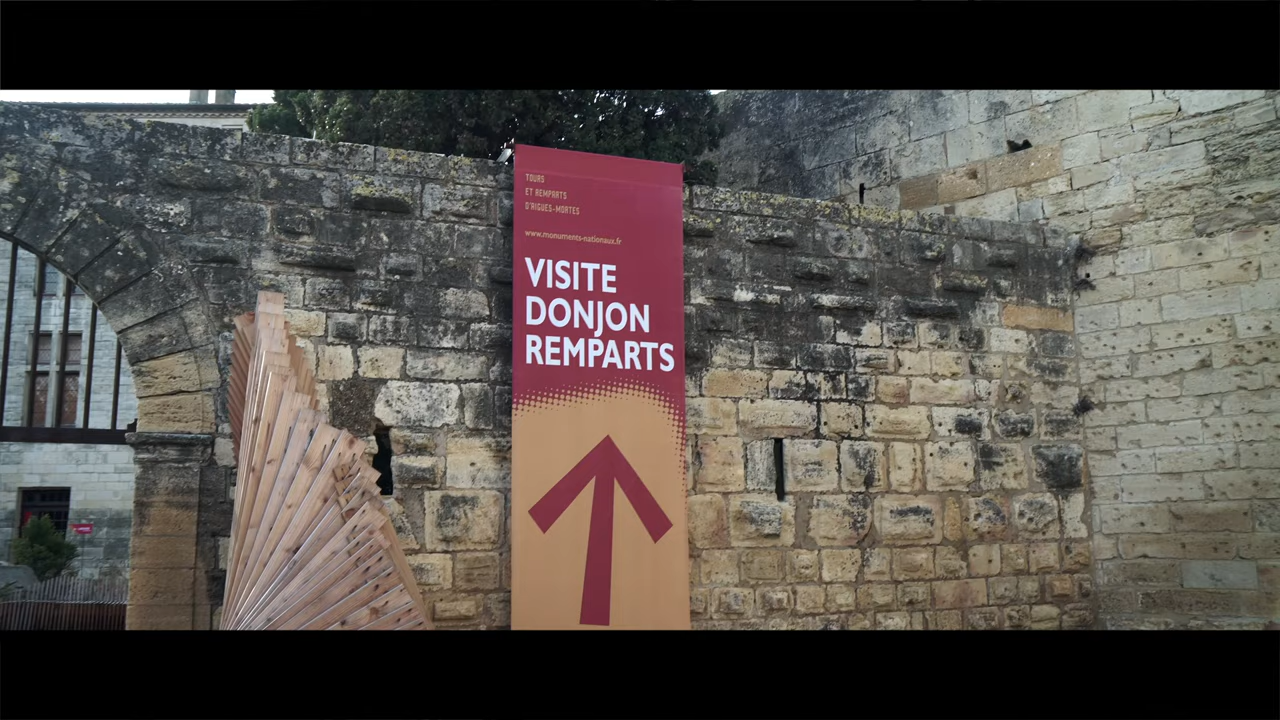 TOURS
ET REMPARTS
D'AIGUES-MORTES
www.monuments-nationaux.fr
VISITE
DONJON
REMPARTS